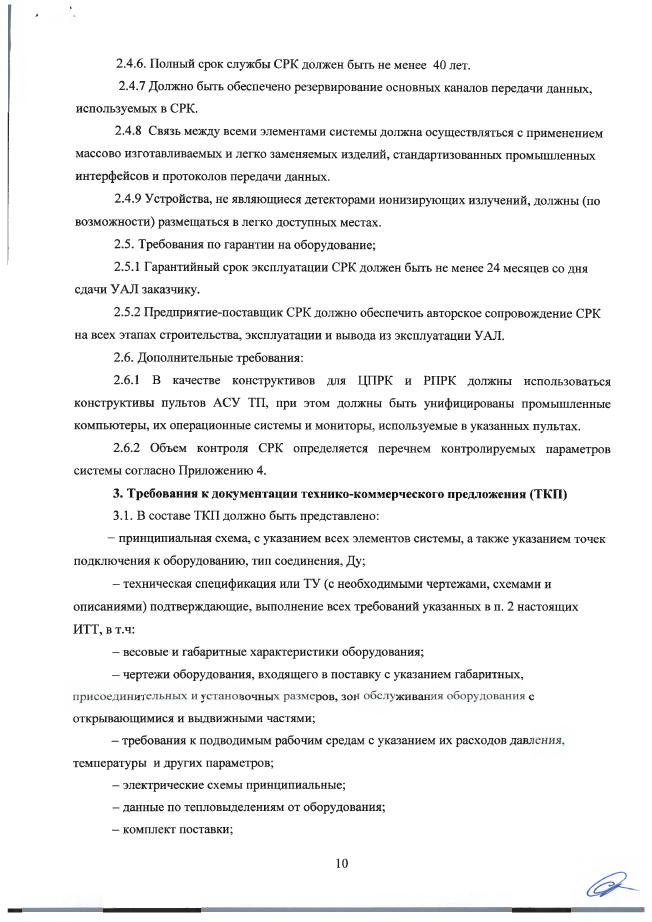 2.4.6. Полный срок службы СРК должен быть не менее 40 лет.
2.4.7 Должно быть обеспечено резервирование основных каналов передачи данных,
используемых в СРК.
2.4.8 Связь между всеми элементами системы должна осуществляться с применением
массово изготавливаемых и легко заменяемых изделий, стандартизованных промышленных
интерфейсов и протоколов передачи данных.
2.4.9 Устройства, не являющиеся детекторами ионизирующих излучений, должны (по
возможности) размещаться в легко доступных местах.
2.5. Требования по гарантии на оборудование;
2.5.1 Гарантийный срок эксплуатации СРК должен быть не менее 24 месяцев со дня
сдачи УАЛ заказчику.
2.5.2 Предприятие-поставщик СРК должно обеспечить авторское сопровождение СРК
на всех этапах строительства, эксплуатации и вывода из эксплуатации УАЛ.
2.6. Дополнительные требования:
2.6.1 В качестве конструктивов для ЦПРК и РПРК должны использоваться
конструктивы пультов АСУ ТП, при этом должны быть унифицированы промышленные
компьютеры, их операционные системы и мониторы, используемые в указанных пультах.
2.6.2 Объем контроля СРК определяется перечнем контролируемых параметров
системы согласно Приложению 4.
3. Требования к документации технико-коммерческого предложения (ТКП)
3.1. В составе ТКП должно быть представлено:
– принципиальная схема, с указанием всех элементов системы, а также указанием точек
подключения к оборудованию, тип соединения, Ду;
– техническая спецификация или ТУ (с необходимыми чертежами, схемами и
описаниями) подтверждающие, выполнение всех требований указанных в п. 2 настоящих
ИТТ, в т.ч:
– весовые и габаритные характеристики оборудования;
– чертежи оборудования, входящего в поставку с указанием габаритных,
присоединительных и установочных размеров, зон обслуживания оборудования с
открывающимися и выдвижными частями;
– требования к подводимым рабочим средам с указанием их расходов давления,
температуры и других параметров;
– электрические схемы принципиальные;
– данные по тепловыделениям от оборудования;
– комплект поставки;
10